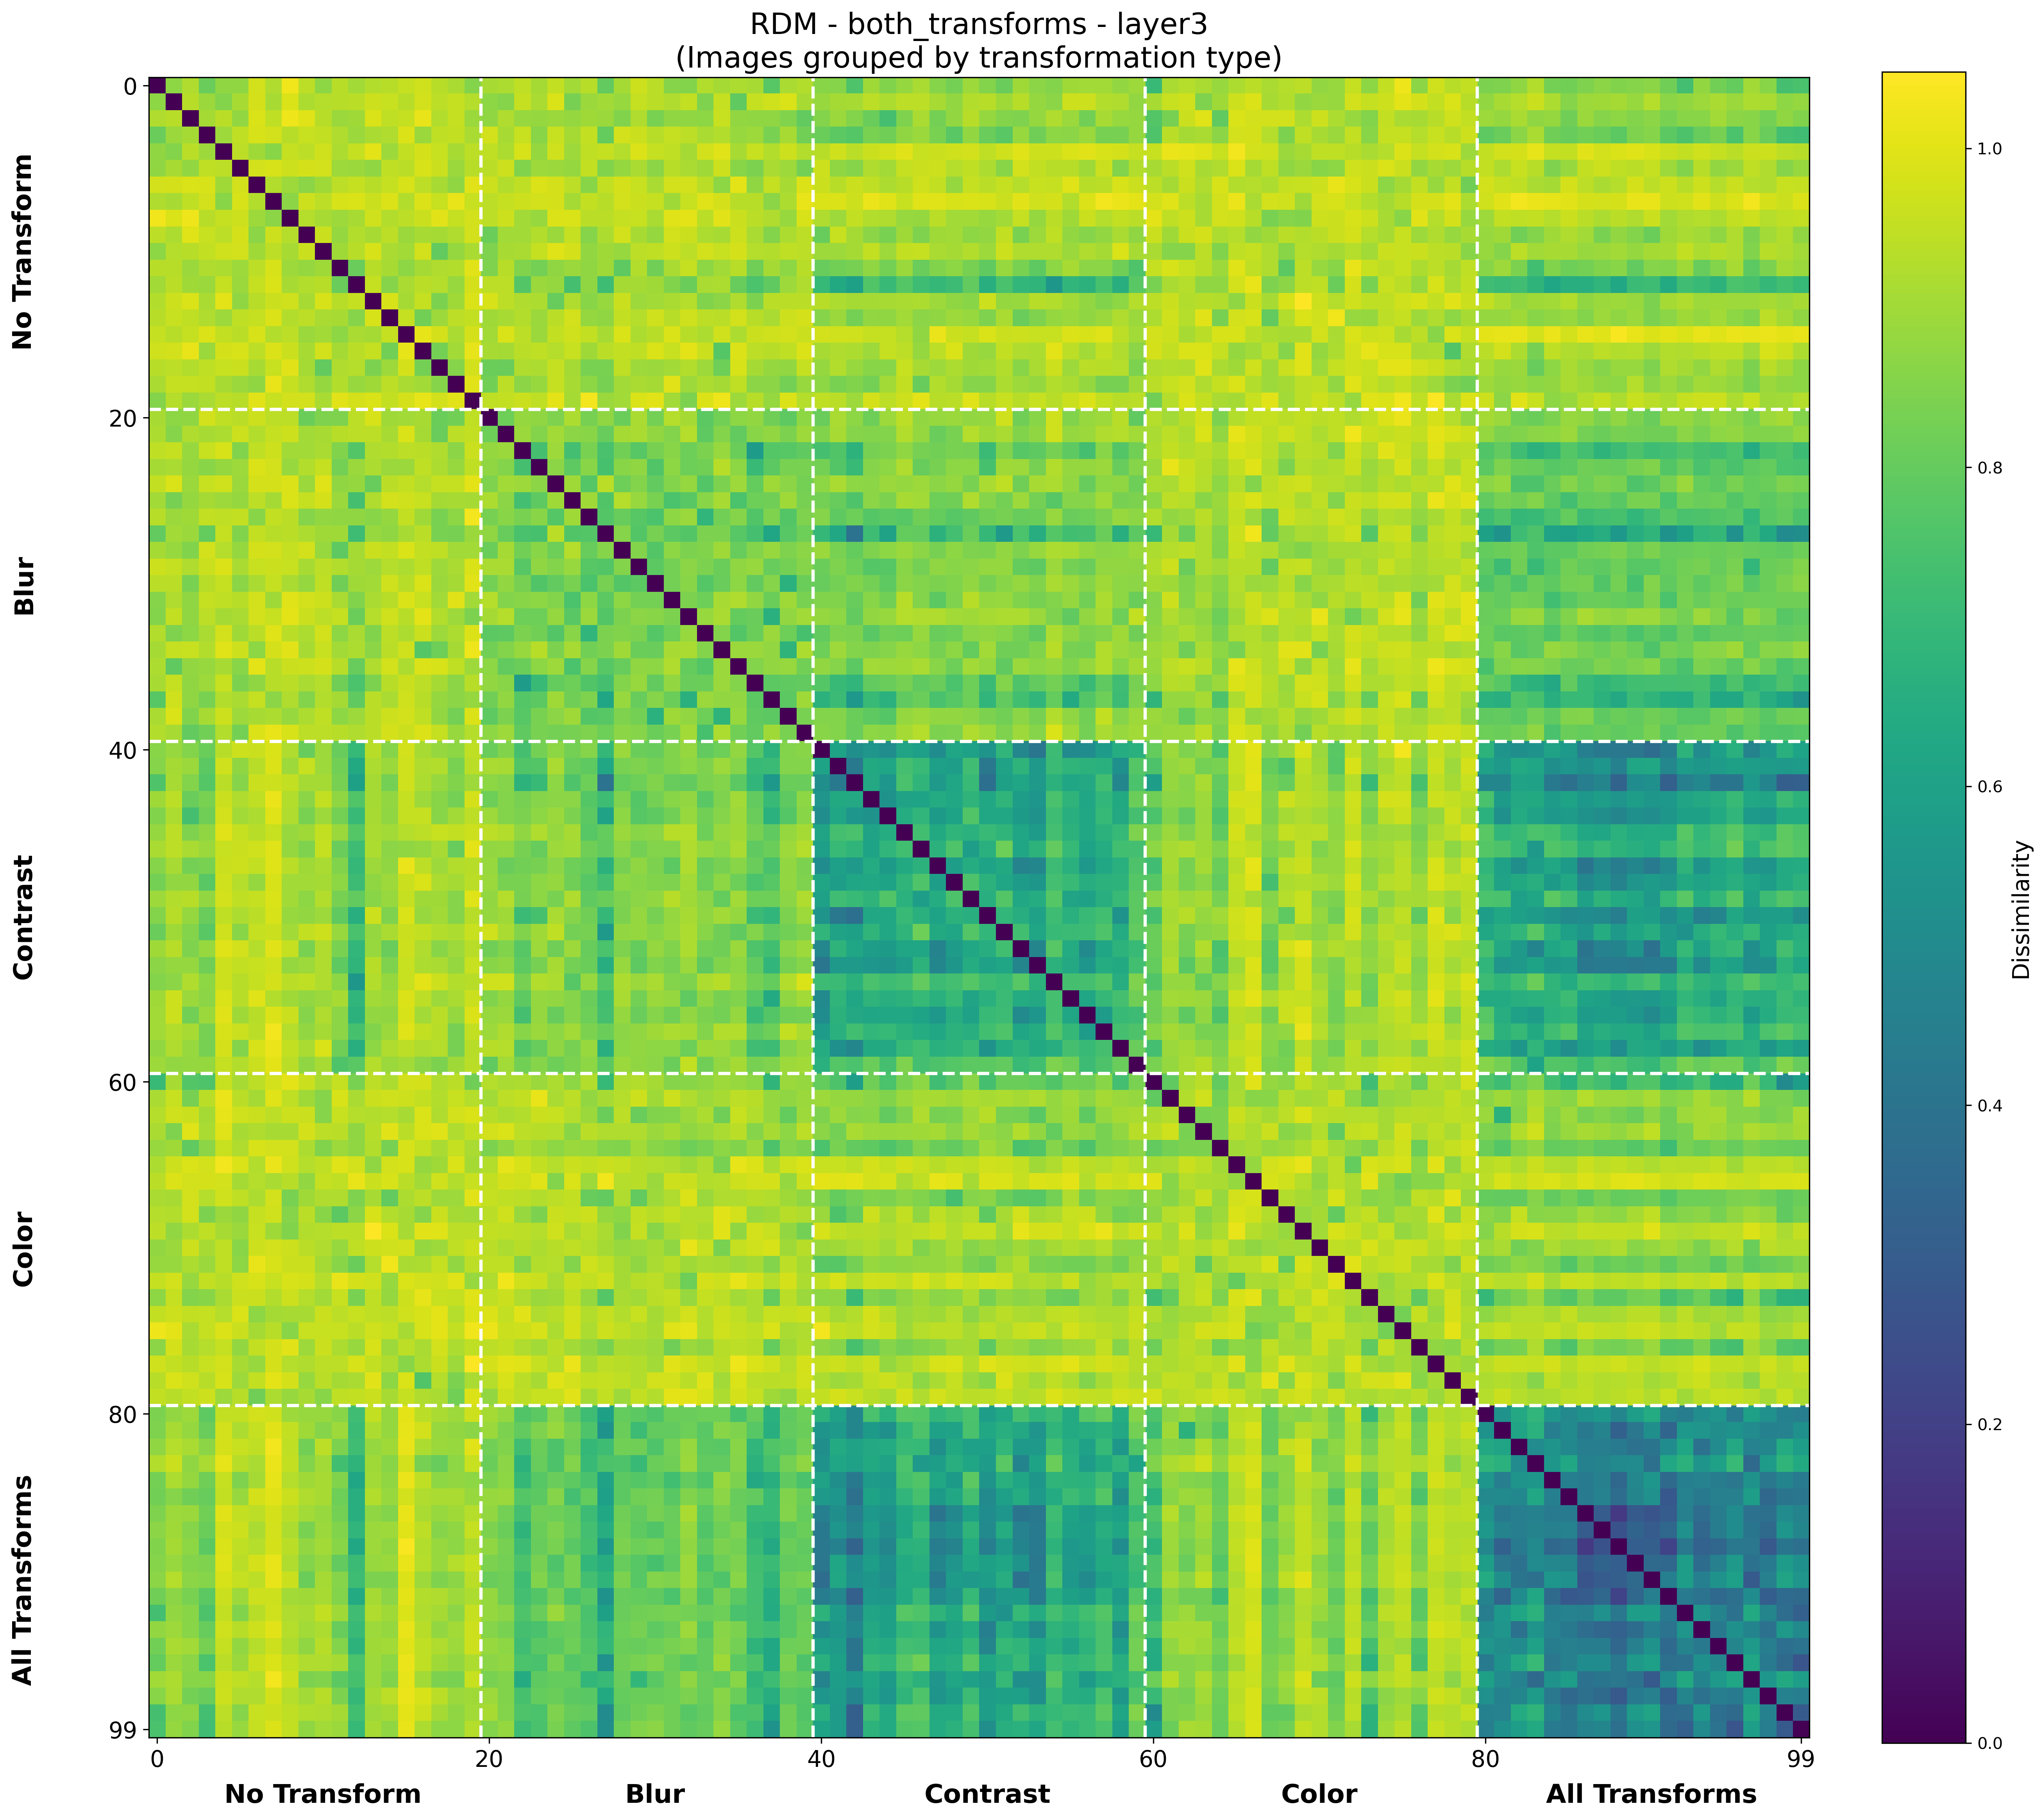 RDM - both_transforms - layer3
(Images grouped by transformation type)
0
20
40
60
80
99
No Transform
Blur
Contrast
Color
All Transforms
0
20
40
60
80
99
No Transform
Blur
Contrast
Color
All Transforms
1.0
0.8
0.6
0.4
0.2
0.0
Dissimilarity